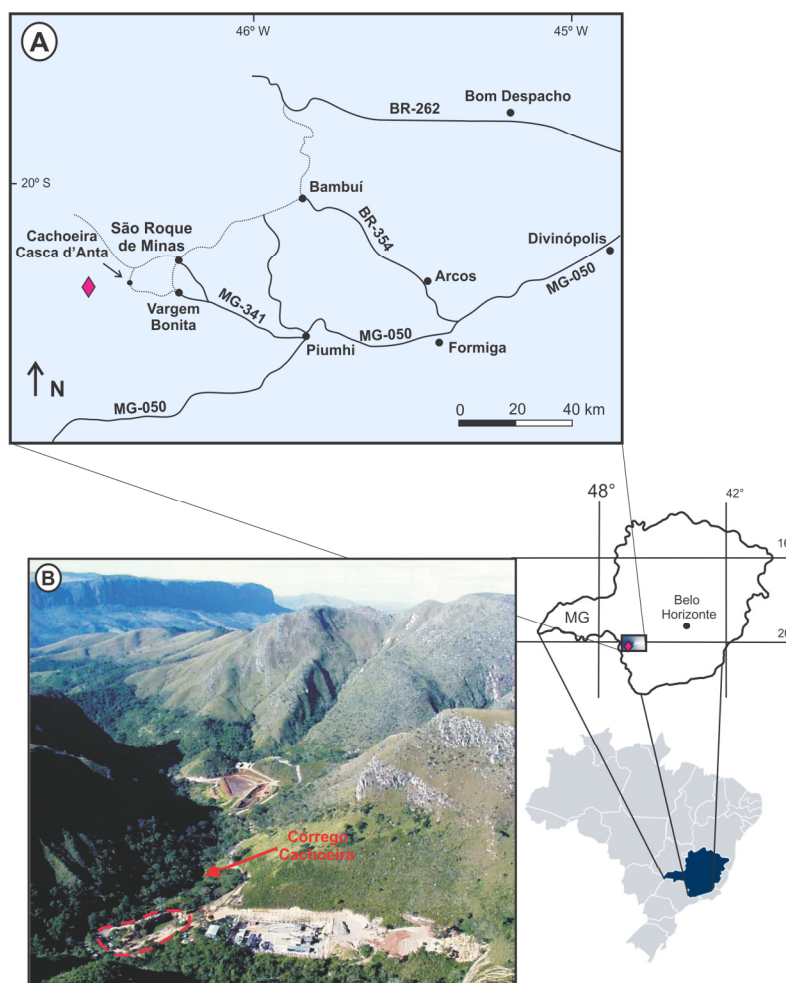 46º W
45º W
A
Bom Despacho
BR-262
20º S
Bambuí
São Roque
de Minas
BR-354
Divinópolis
Cachoeira
Casca d'Anta
Arcos
MG-050
Vargem
Bonita
MG-341
MG-050
Piumhi
Formiga
N
MG-050
0 20 40 km
48°
42°
16
B
MG
Belo
Horizonte
20
Córrego
Cachoeira